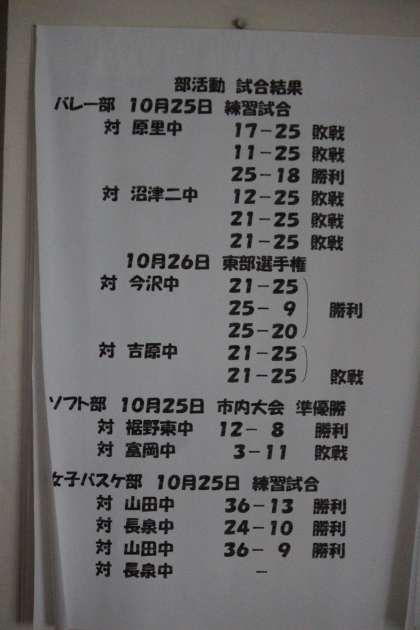 部活動 試合結果
バレー部 10月25日 練習試合
対 原里中 17-25 敗戦
11-25 敗戦
25-18 勝利
対 沼津二中 12-25 敗戦
21-25 敗戦
21-25 敗戦
10月26日 東部選手権
対 今沢中 21-25
25- 9 勝利
25-20
対 吉原中 21-25
21-25 敗戦
ソフト部 10月25日 市内大会 準優勝
対 裾野東中 12- 8 勝利
対 富岡中 3-11 敗戦
女子バスケ部 10月25日 練習試合
対 山田中 36-13 勝利
対 長泉中 24-10 勝利
対 山田中 36- 9 勝利
対 長泉中 -